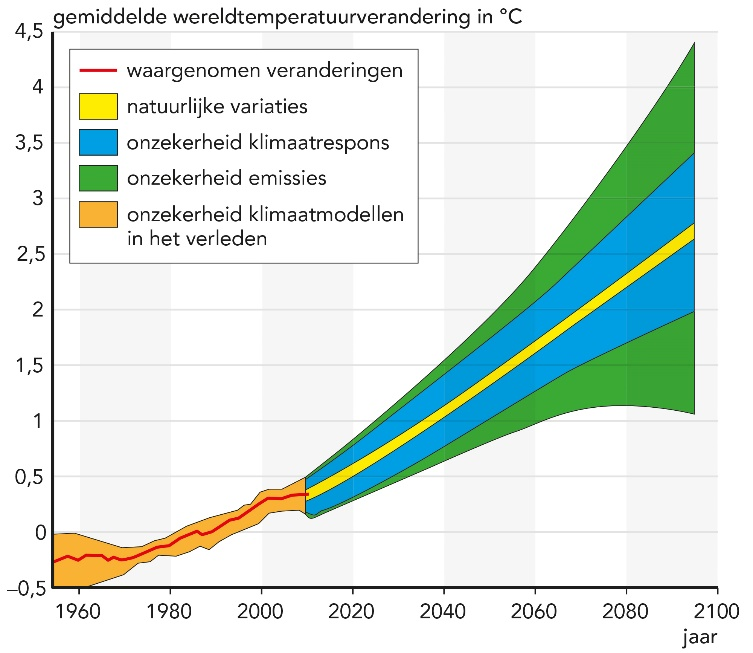 gemiddelde wereldtemperatuurverandering in °C
4,5
4
3,5
3
2,5
2
1,5
1
0,5
0
–0,5
waargenomen veranderingen
natuurlijke variaties
onzekerheid klimaatrespons
onzekerheid emissies
onzekerheid klimaatmodellen
in het verleden
1960 1980 2000 2020 2040 2060 2080 2100
jaar